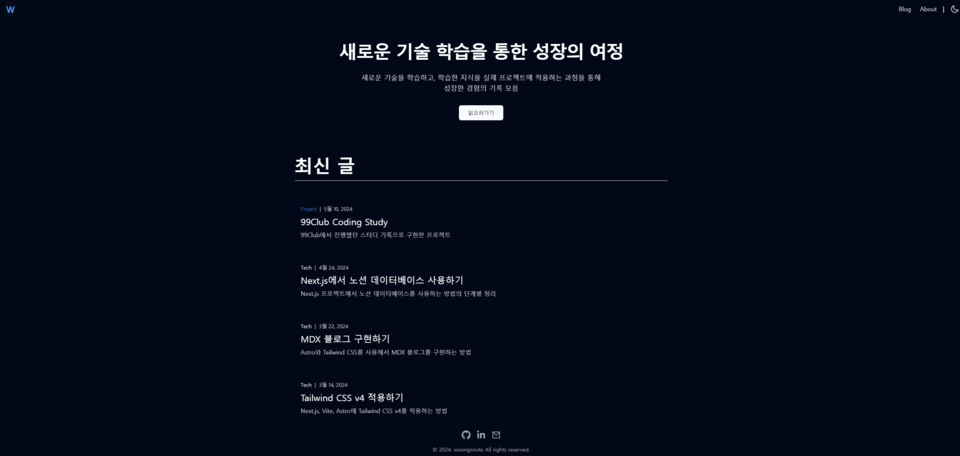 W
Blog About |
새로운 기술 학습을 통한 성장의 여정
새로운 기술을 학습하고, 학습한 지식을 실제 프로젝트에 적용하는 과정을 통해
성장한 경험의 기록 모음
읽으러가기
최신 글
Project | 5월 10, 2024
99Club Coding Study
99Club에서 진행했던 스터디 기록으로 구현한 프로젝트
Tech | 4월 24, 2024
Next.js에서 노션 데이터베이스 사용하기
Next.js 프로젝트에서 노션 데이터베이스를 사용하는 방법의 단계별 정리
Tech | 3월 22, 2024
MDX 블로그 구현하기
Astro와 Tailwind CSS를 사용해서 MDX 블로그를 구현하는 방법
Tech | 3월 14, 2024
Tailwind CSS v4 적용하기
Next.js, Vite, Astro에 Tailwind CSS v4를 적용하는 방법
© 2024. woongsnote All rights reserved.